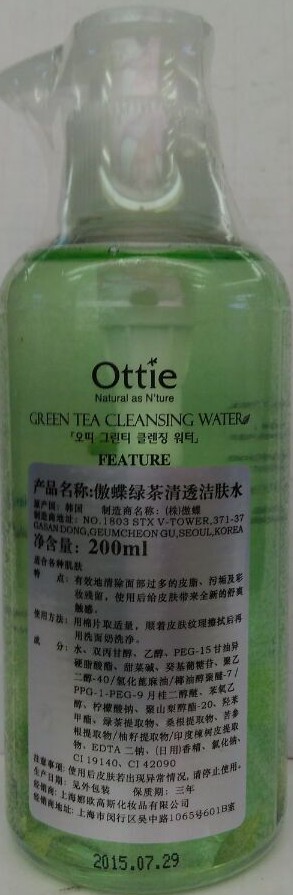 Ottie
Natural as N'ture
GREEN TEA CLEANSING WATER
「오띠 그린티 클렌징 워터」
FEATURE
产品名称:傲蝶绿茶清透洁肤水
原产国: 韩国 制造商名称: (株)傲蝶
制造商地址: NO.1803 STX V-TOWER,371-37
GASAN DONG,GEUMCHEON GU,SEOUL,KOREA
净含量: 200ml
适合各种肌肤
特 点: 有效地清除面部过多的皮脂、污垢及彩
妆残留, 使用后给皮肤带来全新的舒爽
触感。
使用方法: 用棉片取适量, 顺着皮肤纹理擦拭后再
用洗面奶洗净。
成 分: 水、双丙甘醇、乙醇、PEG-15甘油异
硬脂酸酯、甜菜碱、癸基葡糖苷、聚乙
二醇-40/氢化蓖麻油/椰油醇聚醚-7/
PPG-1-PEG-9月桂二醇醚、苯氧乙
醇、柠檬酸钠、聚山梨醇酯-20、羟苯
甲酯、绿茶提取物、桑根提取物、苦参
根提取物/柚籽提取物/印度楝树皮提取
物、EDTA 二钠、(日用)香精、氯化钠、
CI 19140、CI 42090
注意事项: 使用后皮肤若出现异常情况, 请停止使用。
生产日期: 见外包装 保质期: 三年
经销商: 上海媚欧高斯化妆品有限公司
经销商地址: 上海市闵行区吴中路1065号601B室
2015.07.29